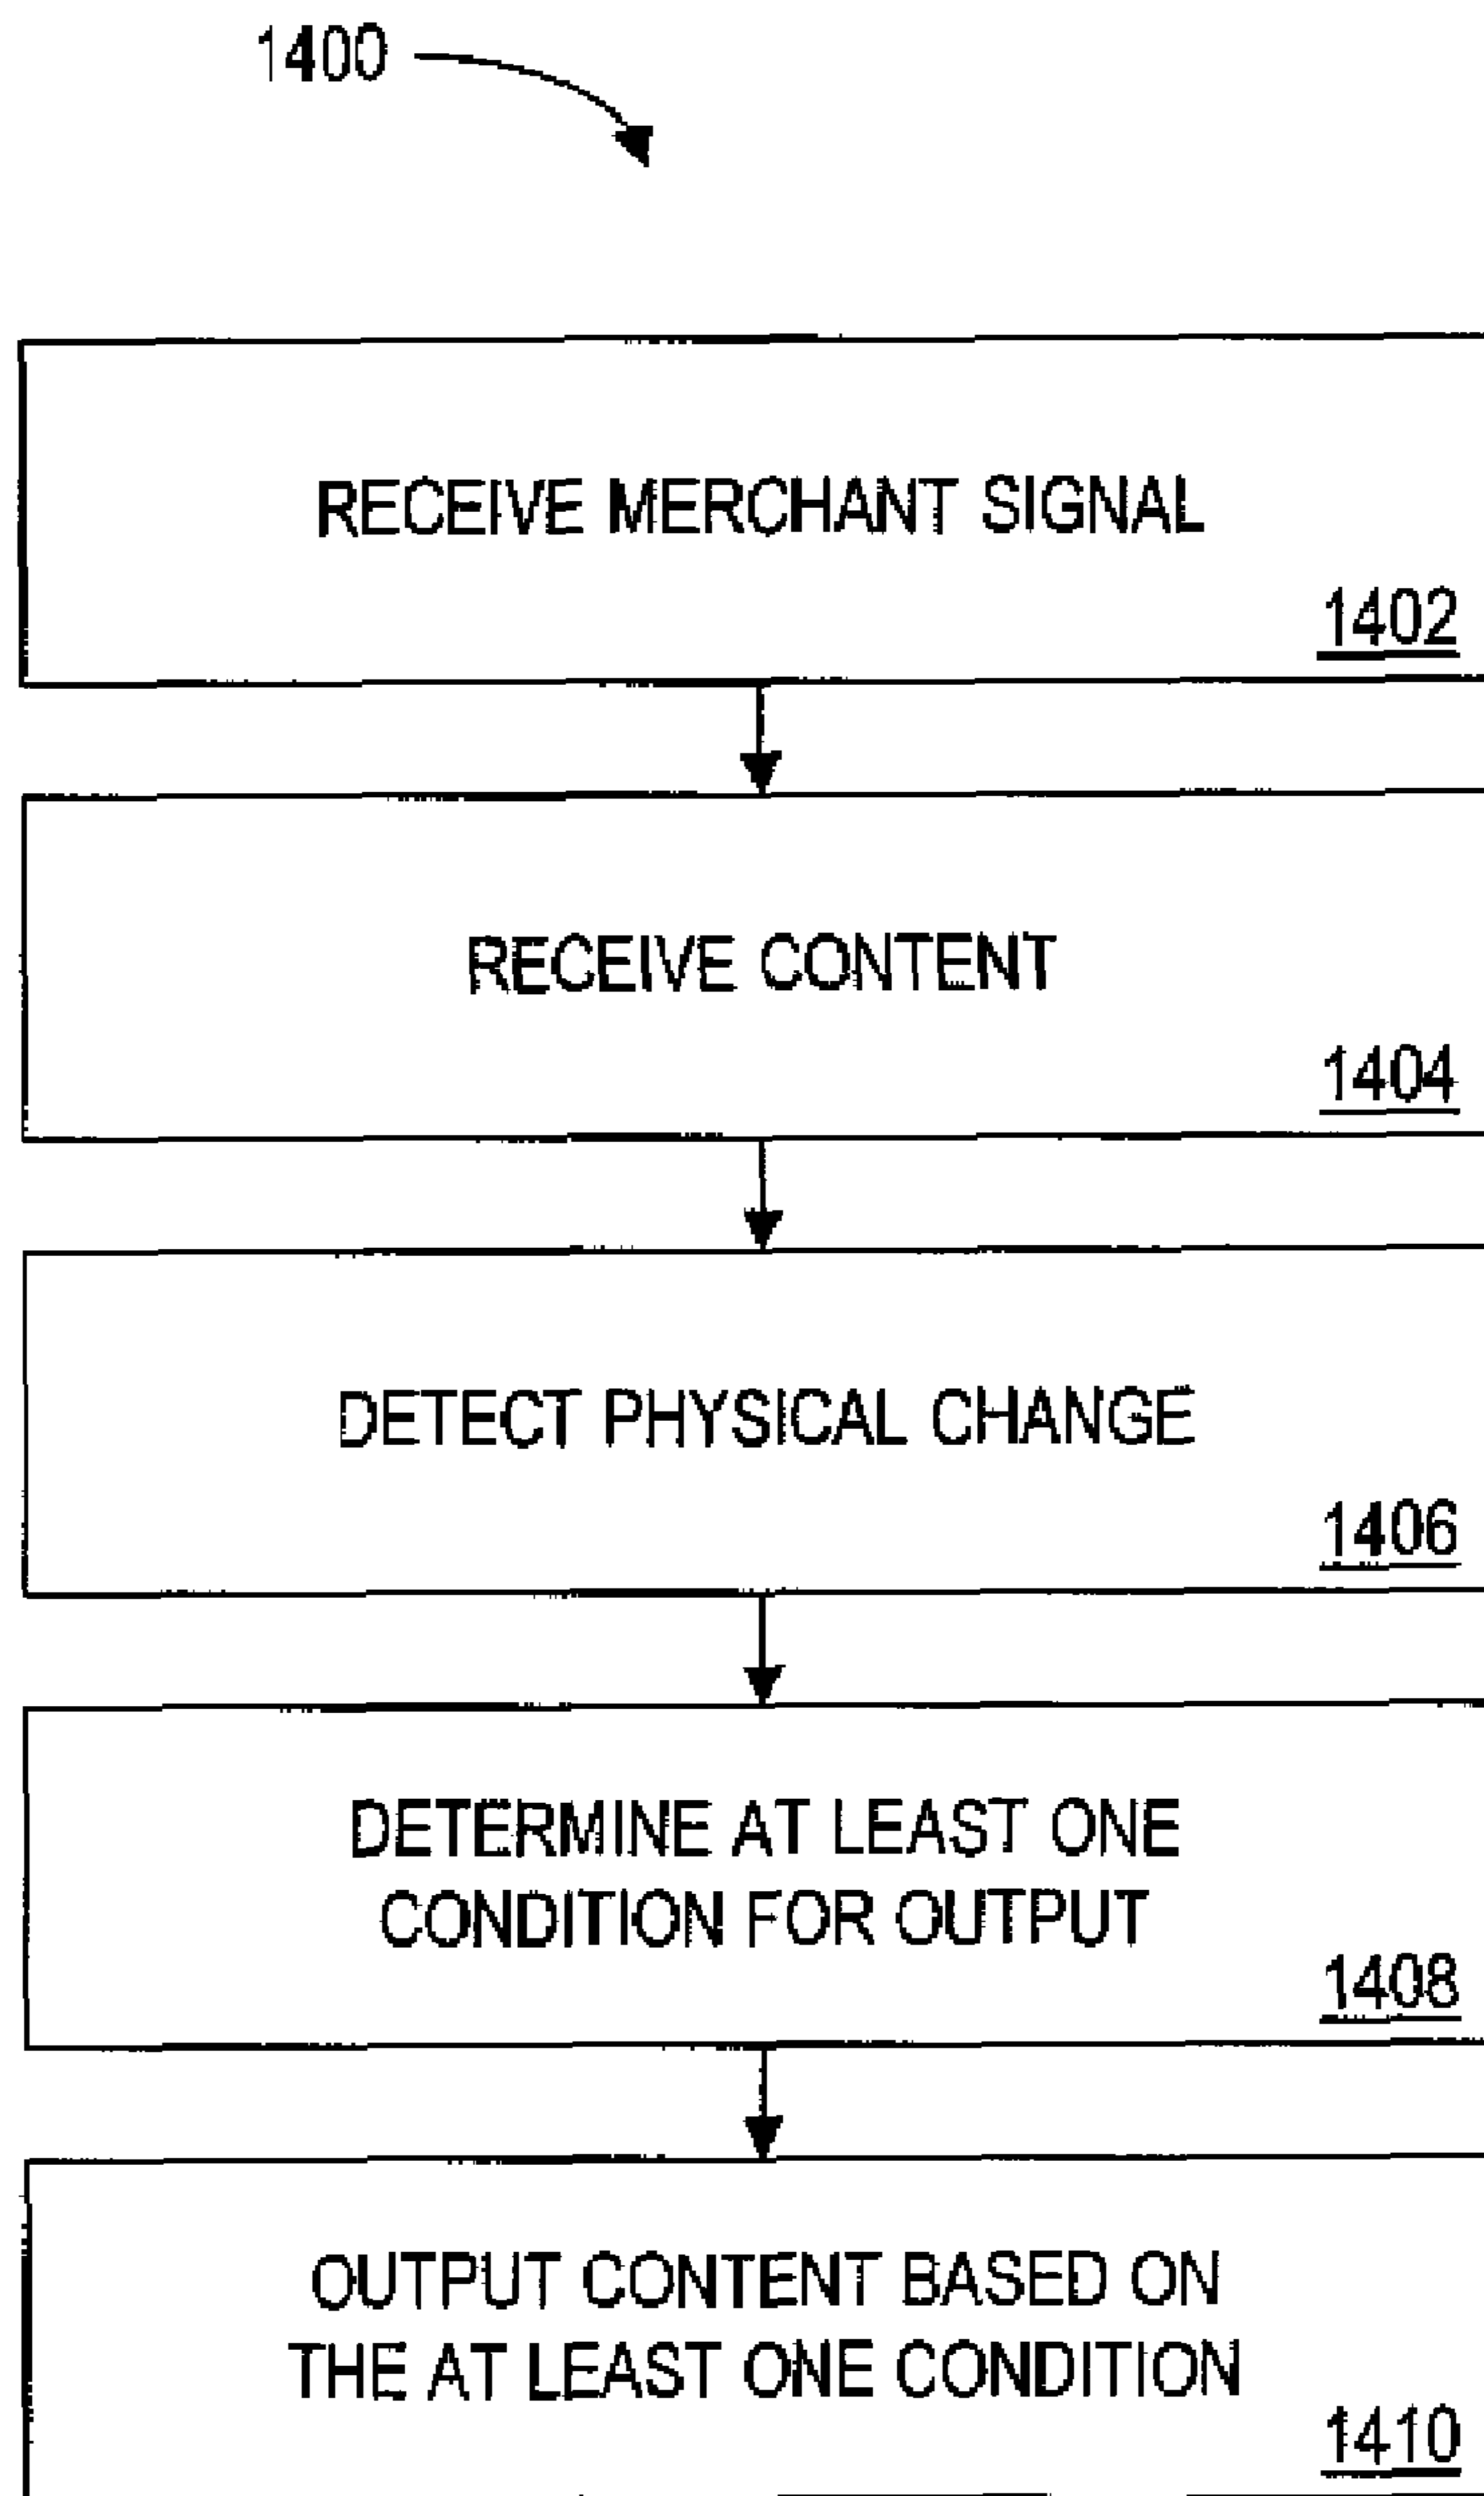 1400
RECEIVE MERCHANT SIGNAL
1402
RECEIVE CONTENT
1404
DETECT PHYSICAL CHANGE
1406
DETERMINE AT LEAST ONE
CONDITION FOR OUTPUT
1408
OUTPUT CONTENT BASED ON
THE AT LEAST ONE CONDITION
1410